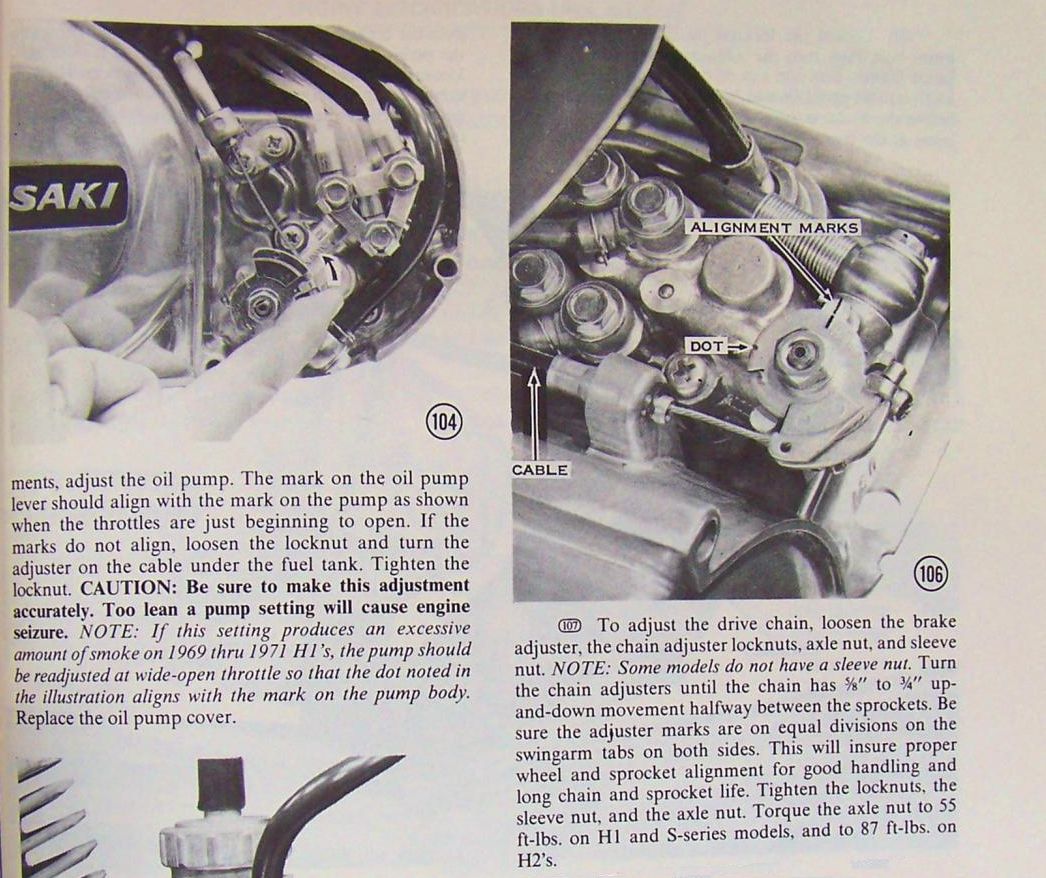 SAKI
104
ments, adjust the oil pump. The mark on the oil pump
lever should align with the mark on the pump as shown
when the throttles are just beginning to open. If the
marks do not align, loosen the locknut and turn the
adjuster on the cable under the fuel tank. Tighten the
locknut. CAUTION: Be sure to make this adjustment
accurately. Too lean a pump setting will cause engine
seizure. NOTE: If this setting produces an excessive
amount of smoke on 1969 thru 1971 H1's, the pump should
be readjusted at wide-open throttle so that the dot noted in
the illustration aligns with the mark on the pump body.
Replace the oil pump cover.
ALIGNMENT MARKS
DOT
CABLE
106
107 To adjust the drive chain, loosen the brake
adjuster, the chain adjuster locknuts, axle nut, and sleeve
nut. NOTE: Some models do not have a sleeve nut. Turn
the chain adjusters until the chain has ⅝" to ¾" up-
and-down movement halfway between the sprockets. Be
sure the adjuster marks are on equal divisions on the
swingarm tabs on both sides. This will insure proper
wheel and sprocket alignment for good handling and
long chain and sprocket life. Tighten the locknuts, the
sleeve nut, and the axle nut. Torque the axle nut to 55
ft-lbs. on H1 and S-series models, and to 87 ft-lbs. on
H2's.